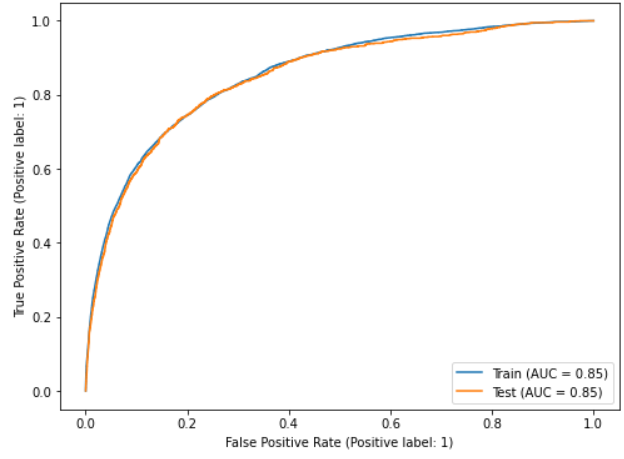 1.0
0.8
0.6
0.4
0.2
0.0
True Positive Rate (Positive label: 1)
Train (AUC = 0.85)
Test (AUC = 0.85)
0.0 0.2 0.4 0.6 0.8 1.0
False Positive Rate (Positive label: 1)